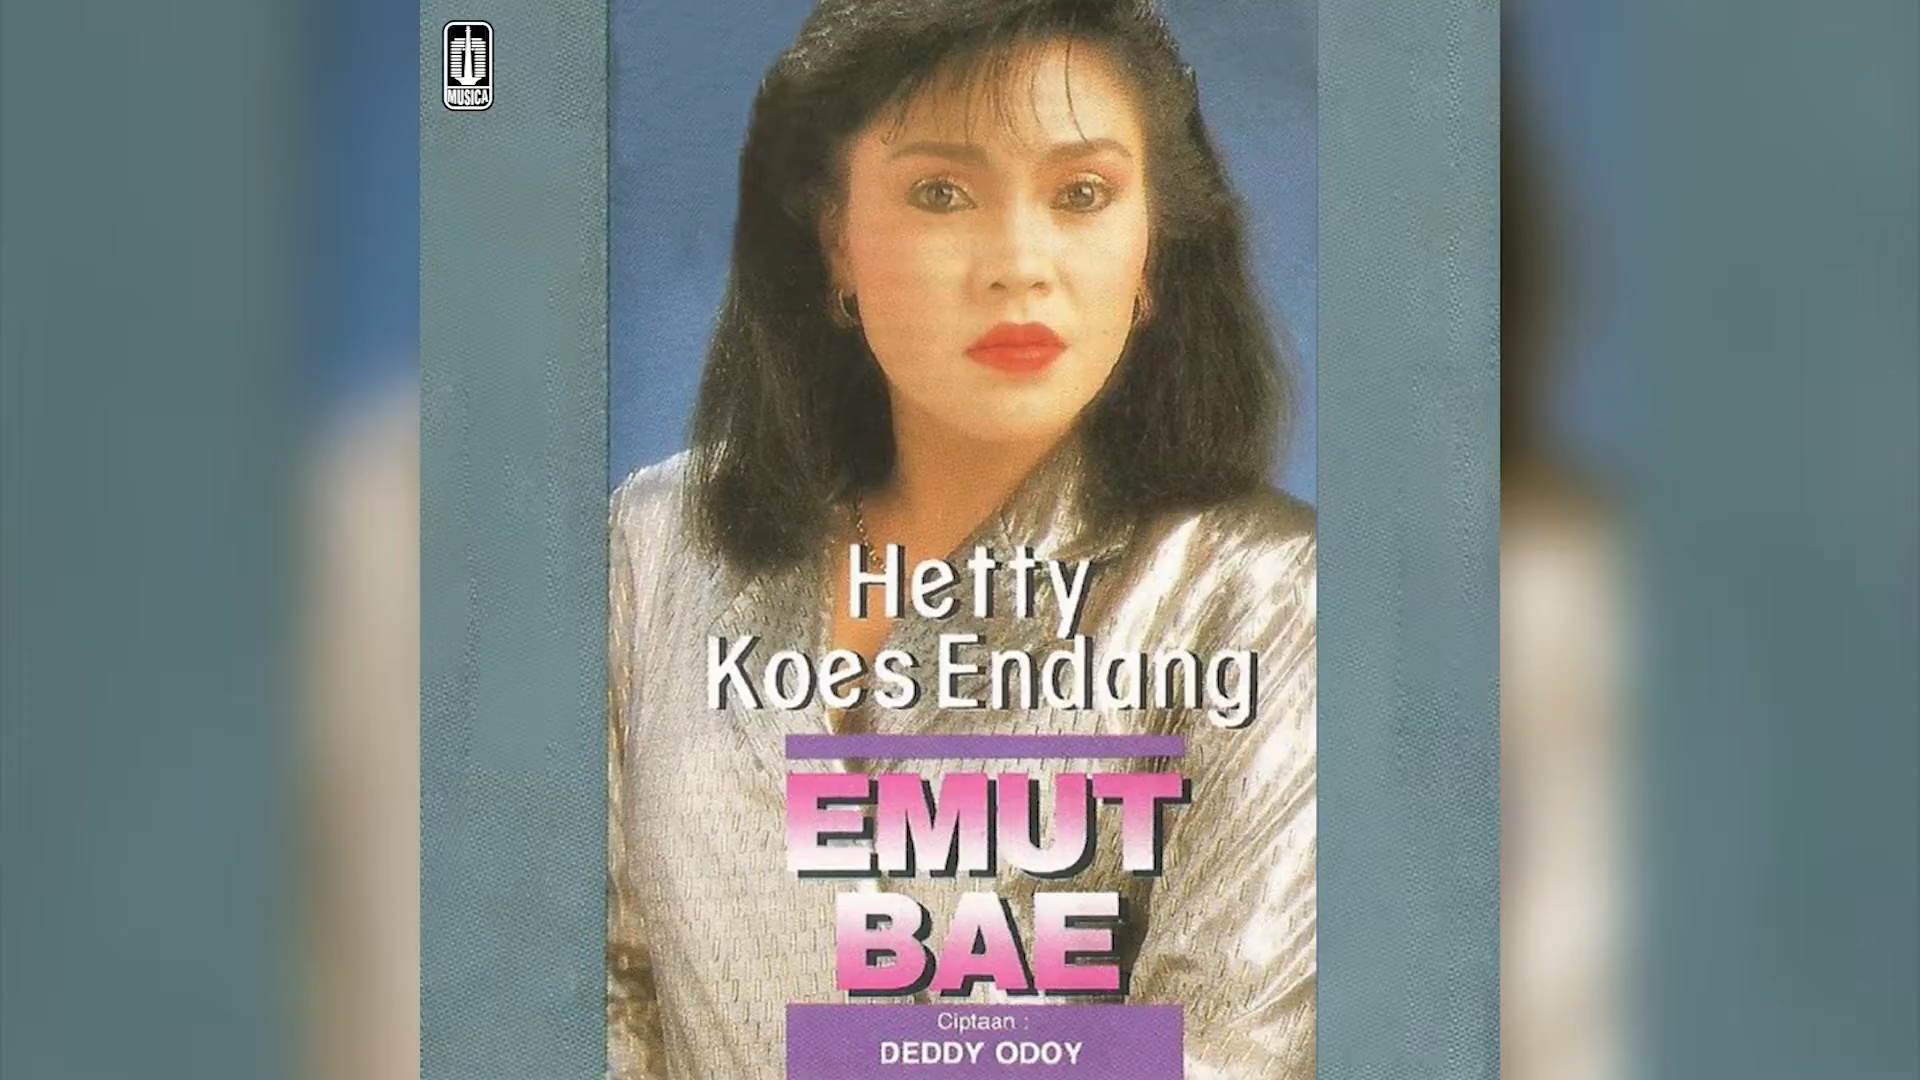 MUSICA
Hetty
Koes Endang
EMUT
BAE
Ciptaan :
DEDDY ODOY